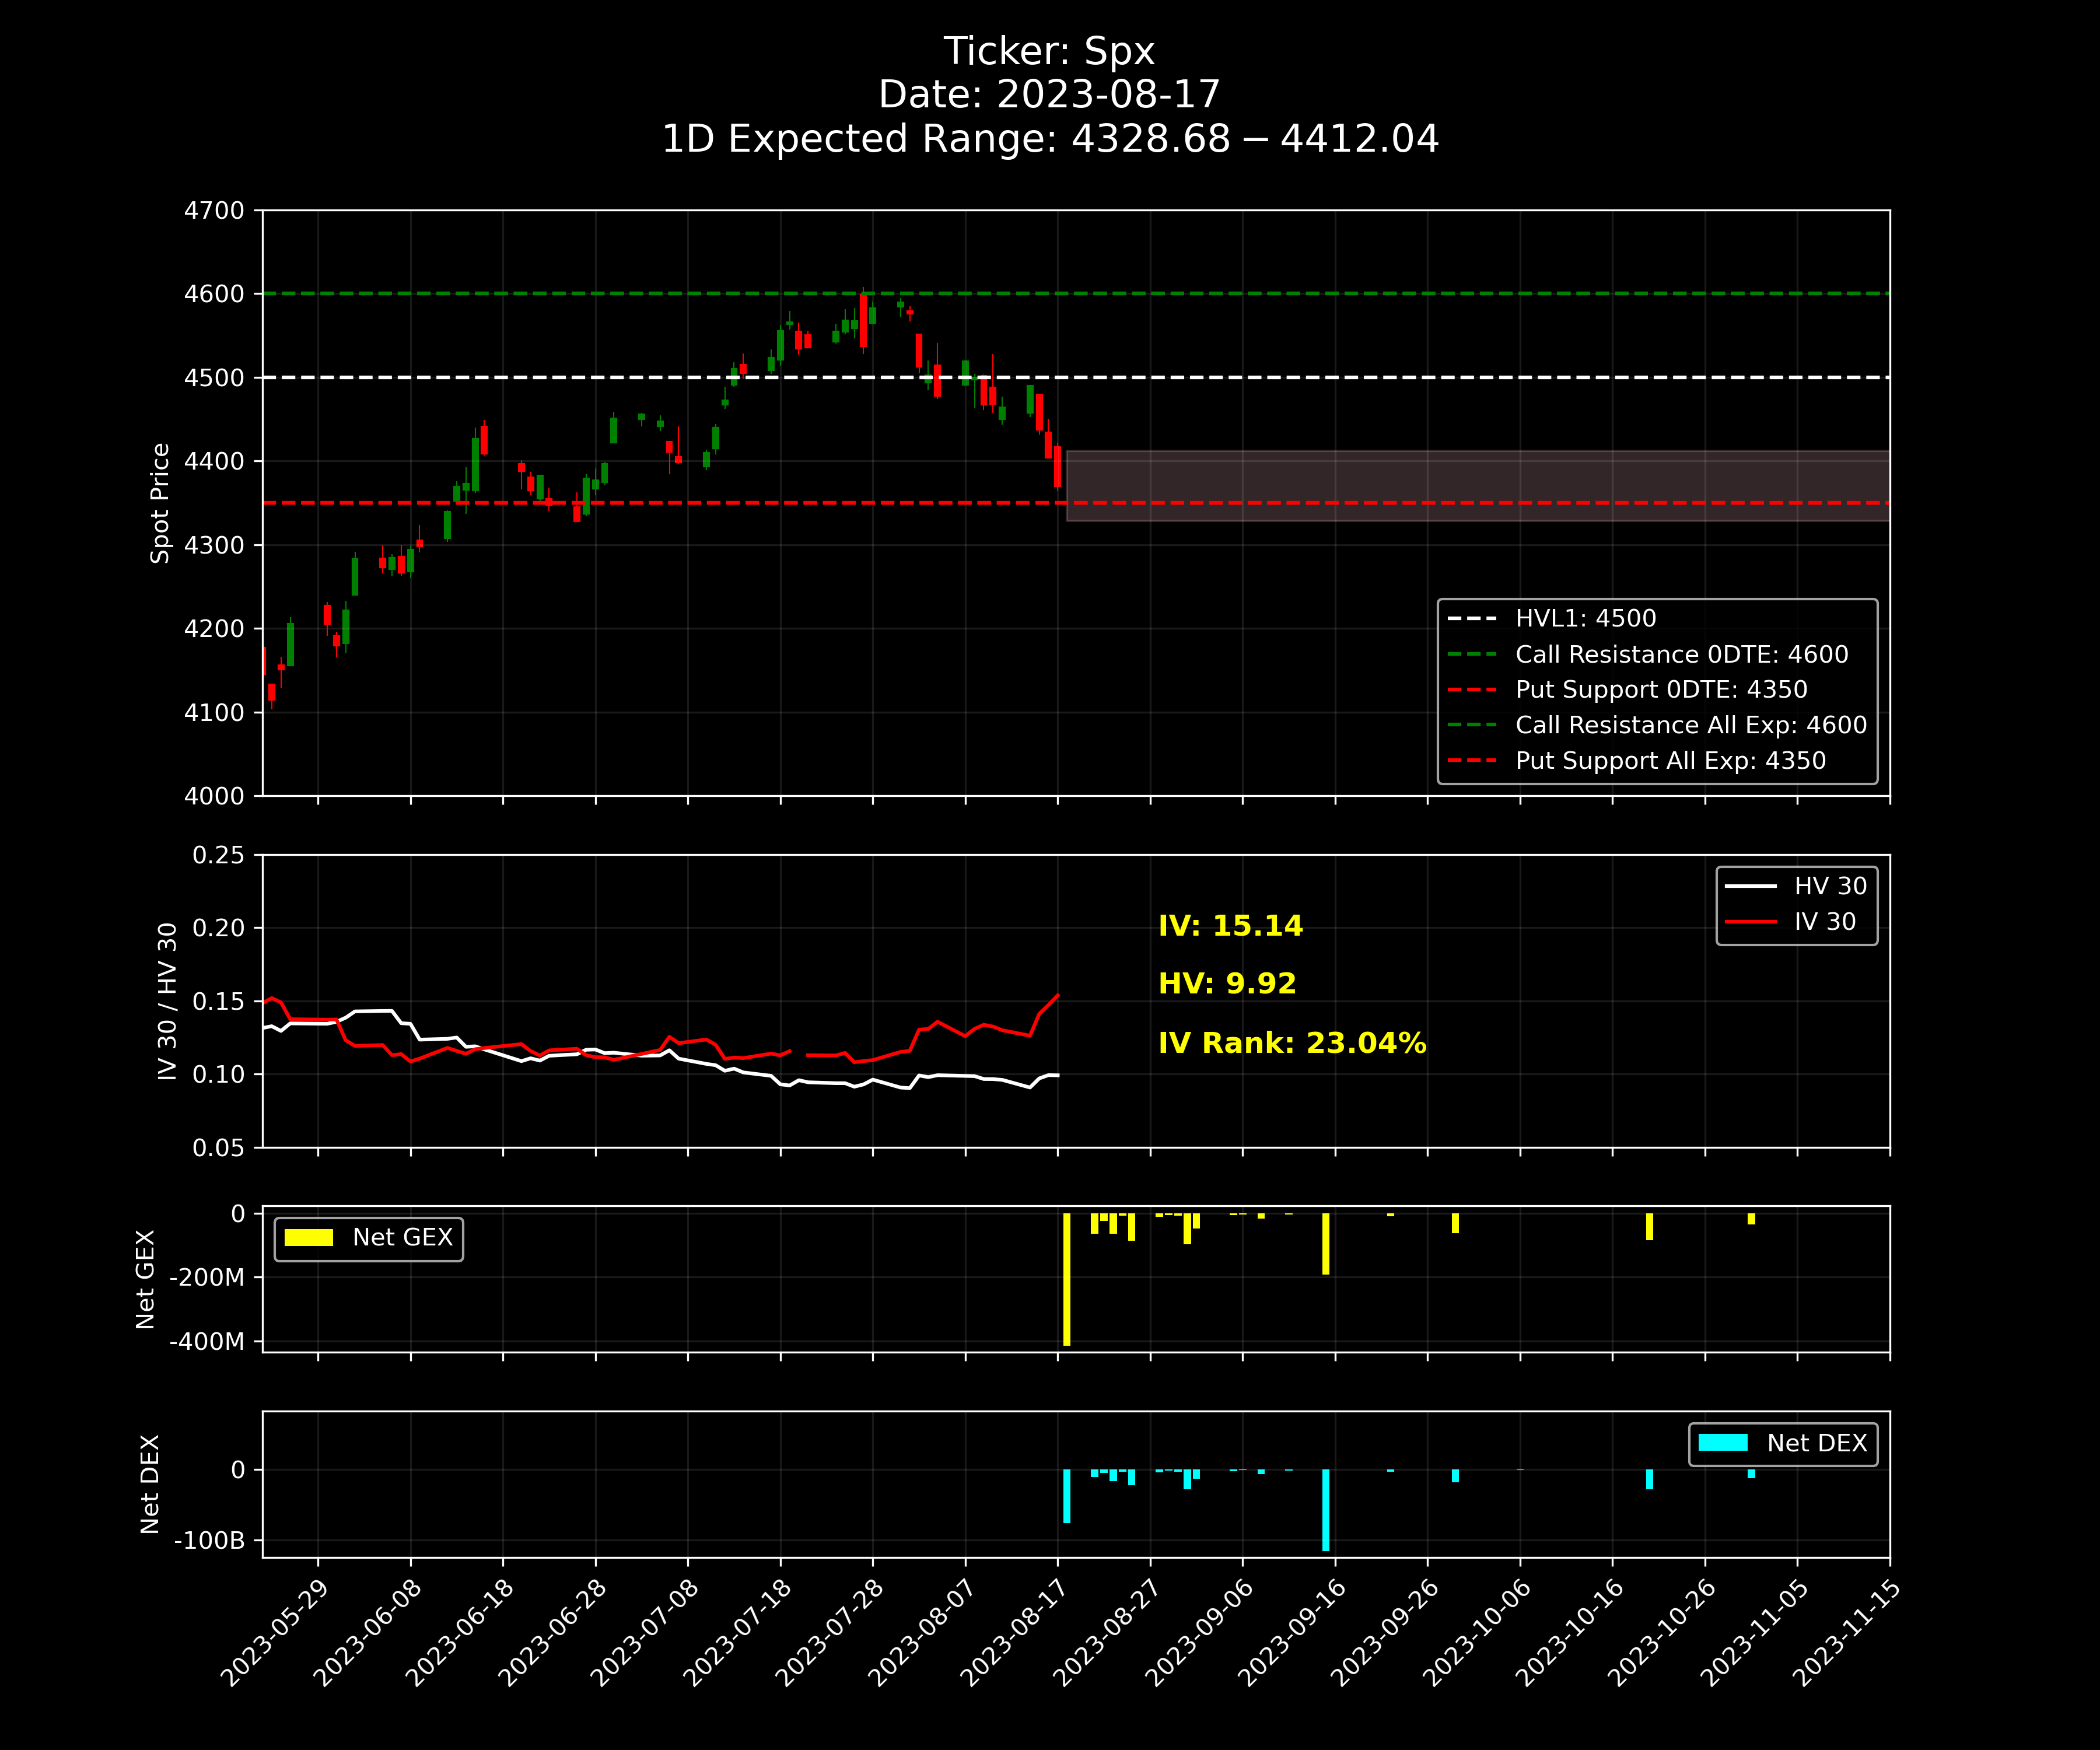 Ticker: Spx
Date: 2023-08-17
1D Expected Range: 4328.68 − 4412.04
Spot Price
4700
4600
4500
4400
4300
4200
4100
4000
HVL1: 4500
Call Resistance 0DTE: 4600
Put Support 0DTE: 4350
Call Resistance All Exp: 4600
Put Support All Exp: 4350
IV 30 / HV 30
0.25
0.20
0.15
0.10
0.05
IV: 15.14
HV: 9.92
IV Rank: 23.04%
HV 30
IV 30
Net GEX
0
-200M
-400M
Net GEX
Net DEX
0
-100B
Net DEX
2023-05-29
2023-06-08
2023-06-18
2023-06-28
2023-07-08
2023-07-18
2023-07-28
2023-08-07
2023-08-17
2023-08-27
2023-09-06
2023-09-16
2023-09-26
2023-10-06
2023-10-16
2023-10-26
2023-11-05
2023-11-15